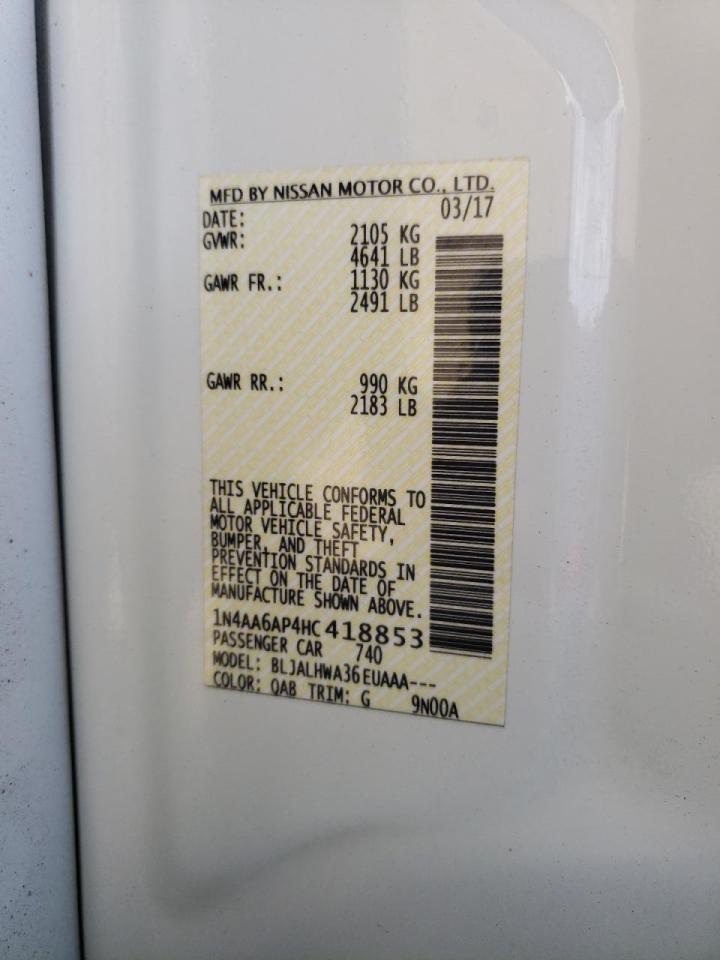 MFD BY NISSAN MOTOR CO., LTD.
DATE: 03/17
GVWR: 2105 KG
4641 LB
GAWR FR.: 1130 KG
2491 LB
GAWR RR.: 990 KG
2183 LB
THIS VEHICLE CONFORMS TO
ALL APPLICABLE FEDERAL
MOTOR VEHICLE SAFETY,
BUMPER, AND THEFT
PREVENTION STANDARDS IN
EFFECT ON THE DATE OF
MANUFACTURE SHOWN ABOVE.
1N4AA6AP4HC418853
PASSENGER CAR 740
MODEL: BLJALHWA36EUAAA---
COLOR: QAB TRIM: G 9N00A